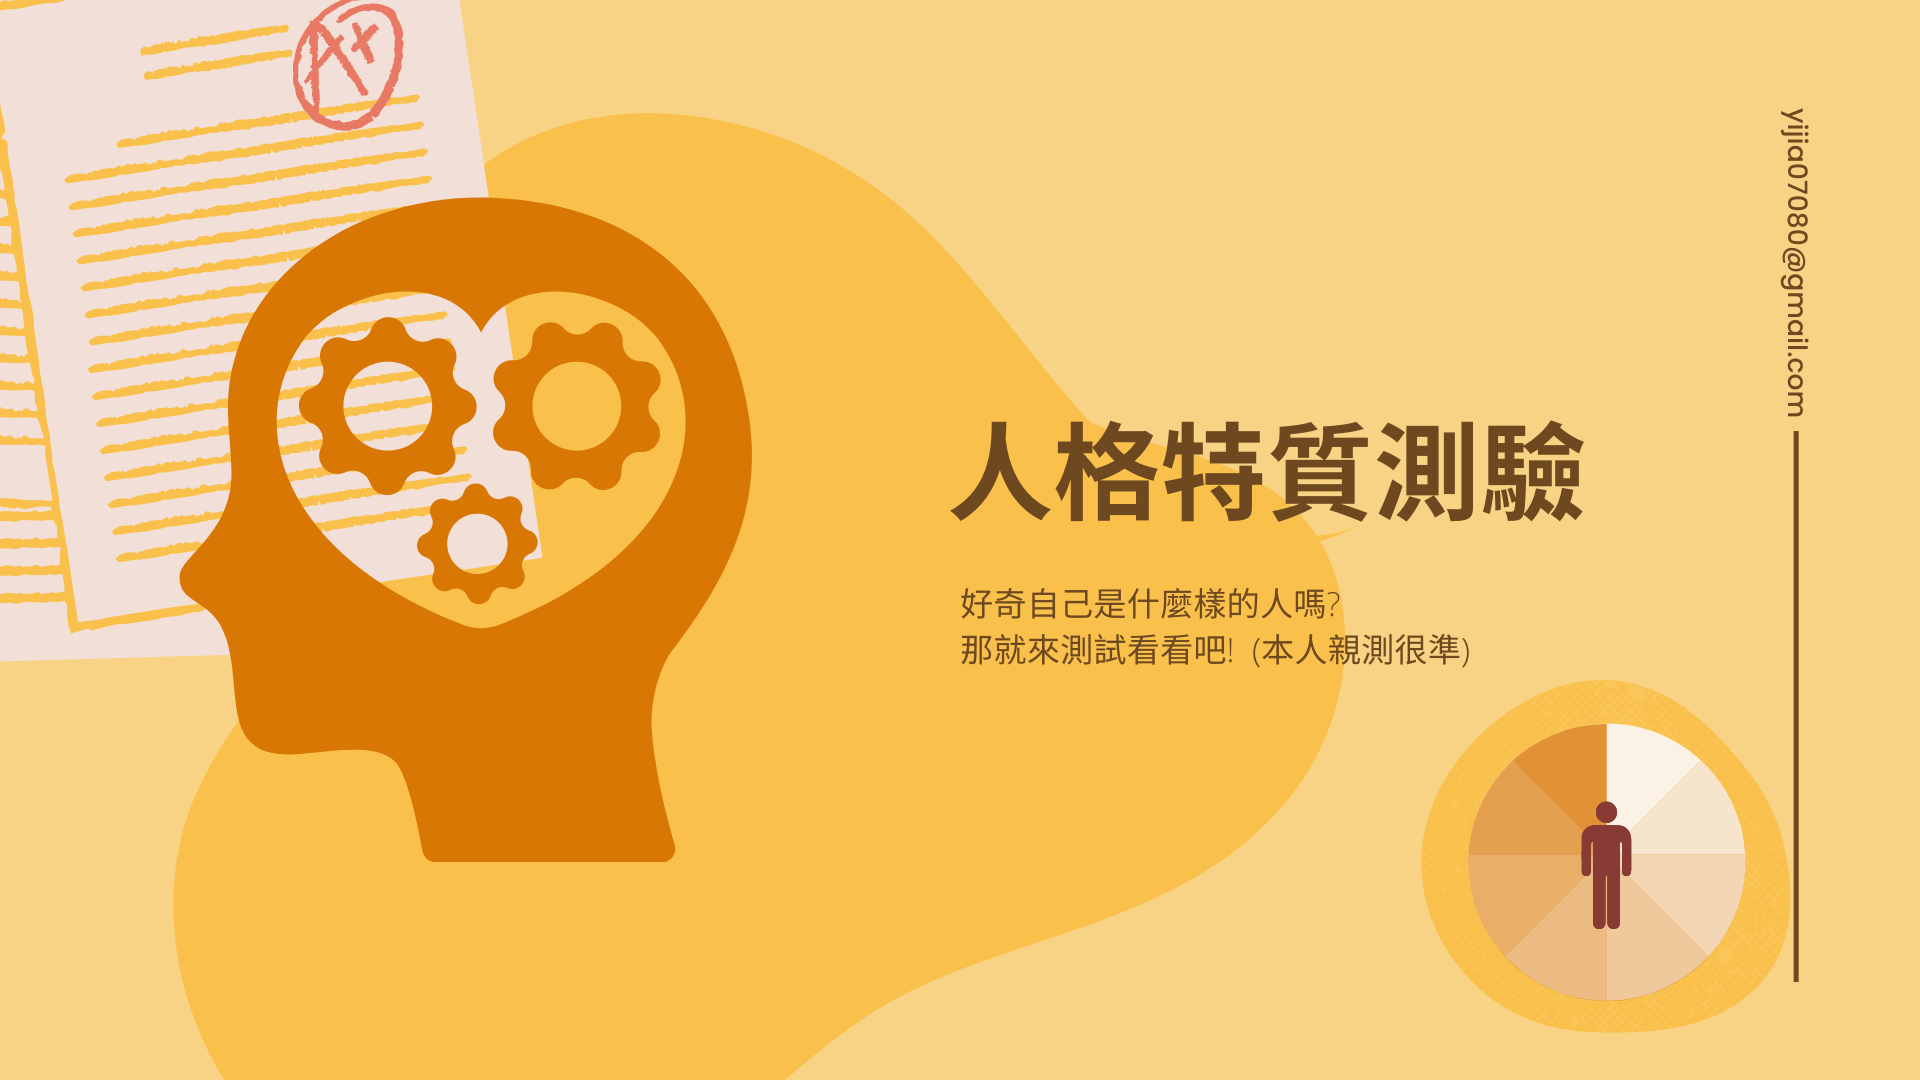 A+
人格特質測驗
好奇自己是什麼樣的人嗎?
那就來測試看看吧! (本人親測很準)
yijia07080@gmail.com